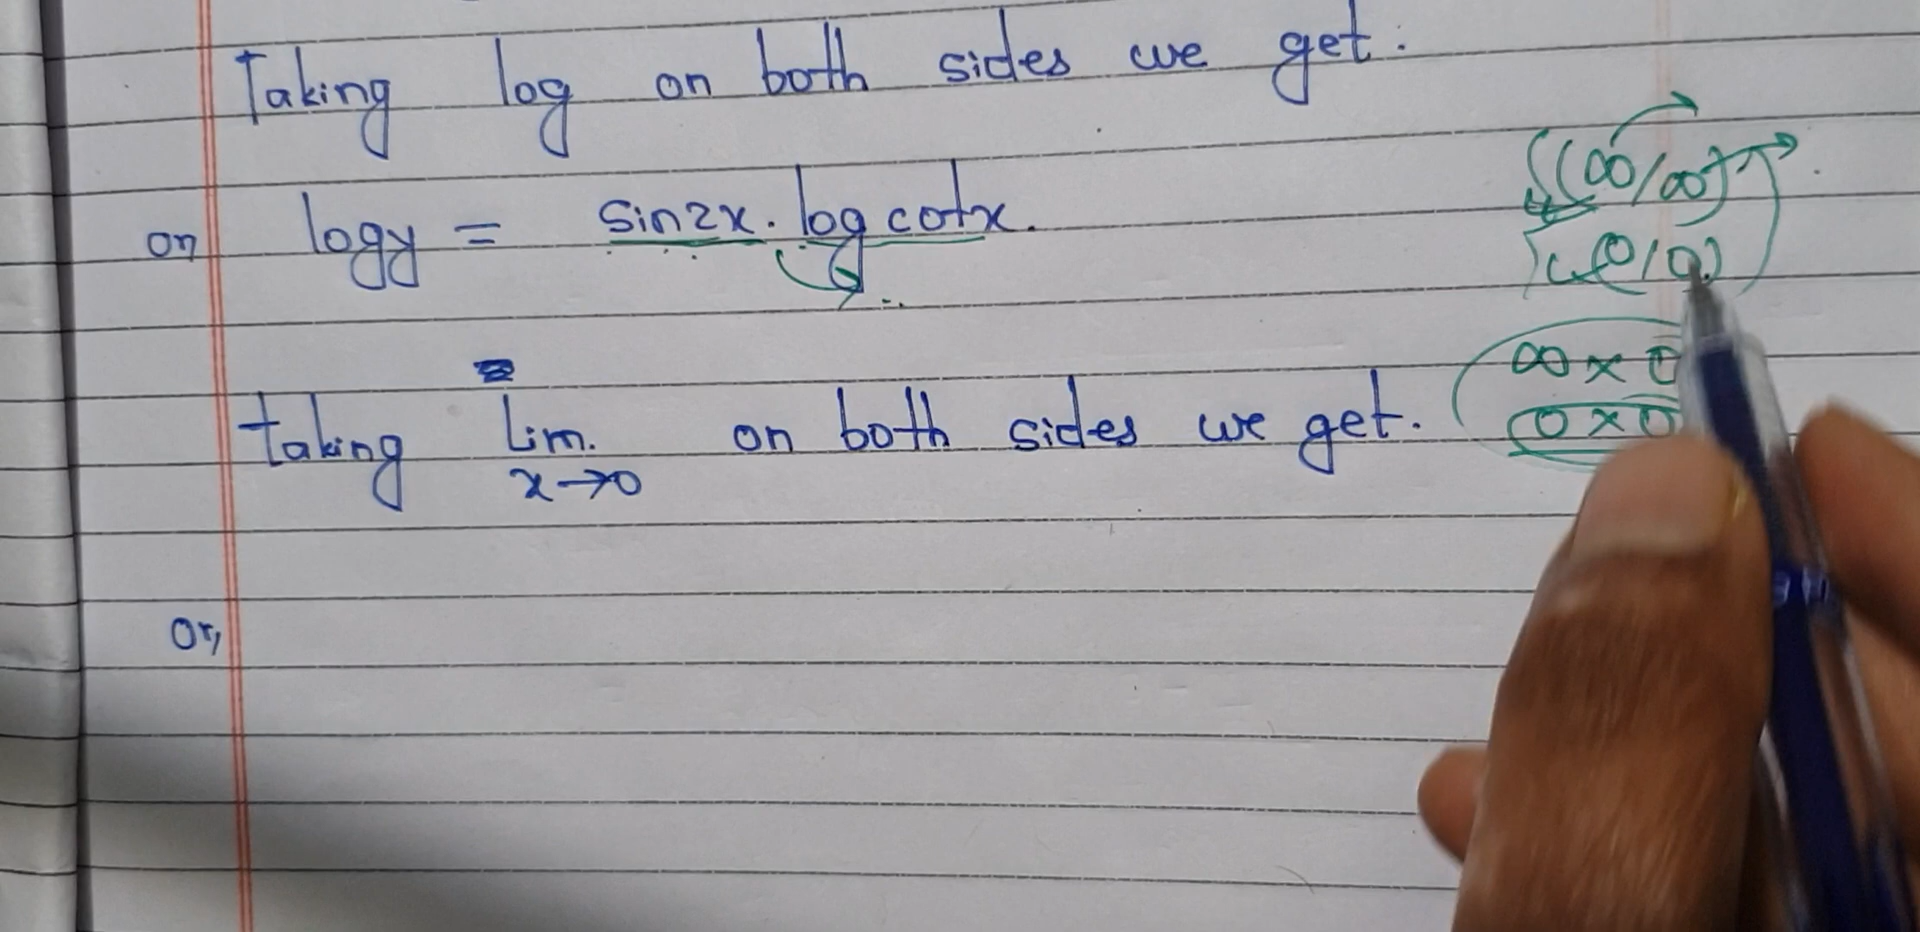 Taking log on both sides we get.
(∞/∞)
or logy = sin2x. log cotx.
(0/0)
∞ x 0
taking Lim. on both sides we get.
0 x 0
x→0
or,